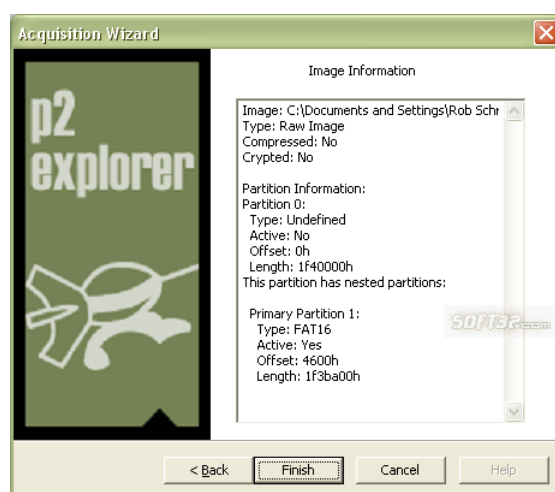 Acquisition Wizard
p2
explorer
Image Information
Image: C:\Documents and Settings\Rob Schr
Type: Raw Image
Compressed: No
Crypted: No
Partition Information:
Partition 0:
Type: Undefined
Active: No
Offset: 0h
Length: 1f40000h
This partition has nested partitions:
Primary Partition 1:
Type: FAT16
Active: Yes
Offset: 4600h
Length: 1f3ba00h
SOFT32.com
< Back
Finish
Cancel
Help